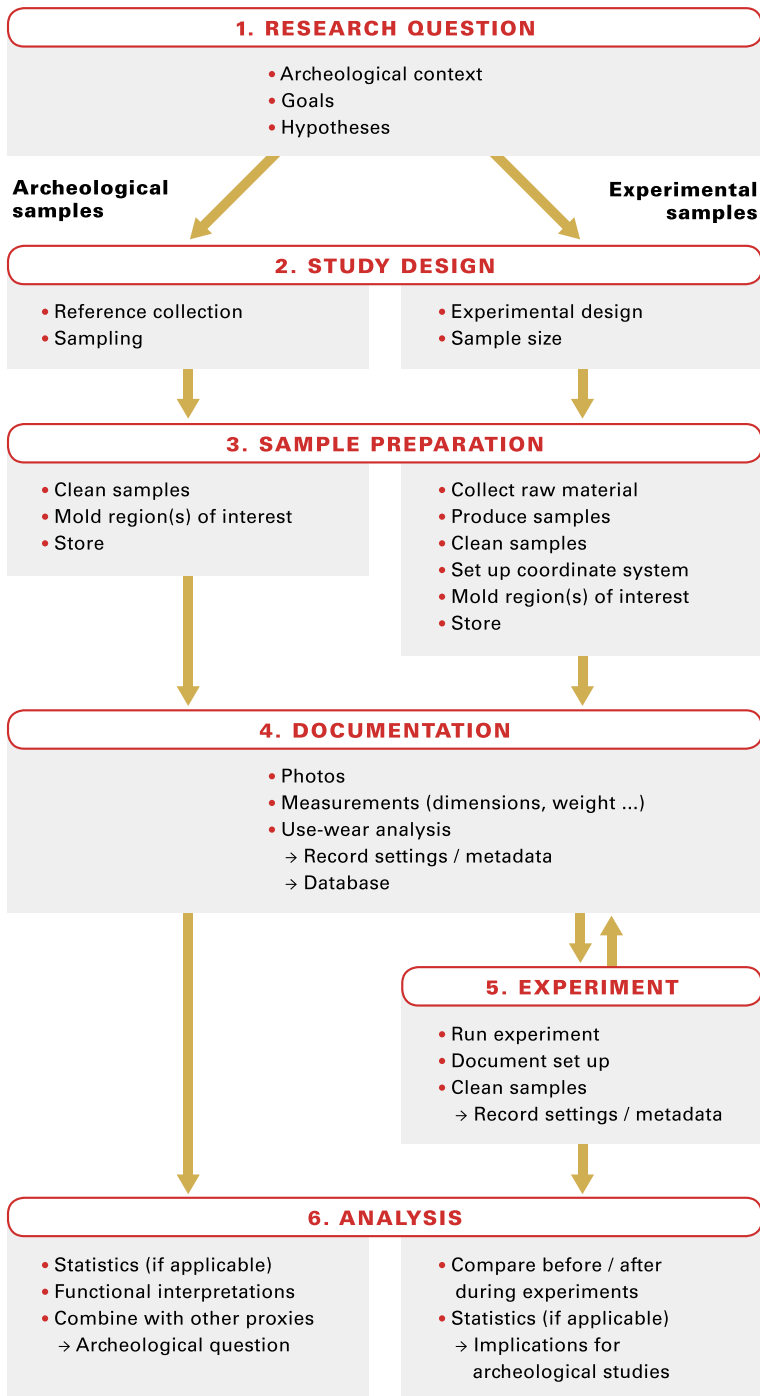 1. RESEARCH QUESTION
• Archeological context
• Goals
• Hypotheses
Archeological
samples
Experimental
samples
2. STUDY DESIGN
• Reference collection
• Sampling
• Experimental design
• Sample size
3. SAMPLE PREPARATION
• Clean samples
• Mold region(s) of interest
• Store
• Collect raw material
• Produce samples
• Clean samples
• Set up coordinate system
• Mold region(s) of interest
• Store
4. DOCUMENTATION
• Photos
• Measurements (dimensions, weight ...)
• Use-wear analysis
→ Record settings / metadata
→ Database
5. EXPERIMENT
• Run experiment
• Document set up
• Clean samples
→ Record settings / metadata
6. ANALYSIS
• Statistics (if applicable)
• Functional interpretations
• Combine with other proxies
→ Archeological question
• Compare before / after
during experiments
• Statistics (if applicable)
→ Implications for
archeological studies